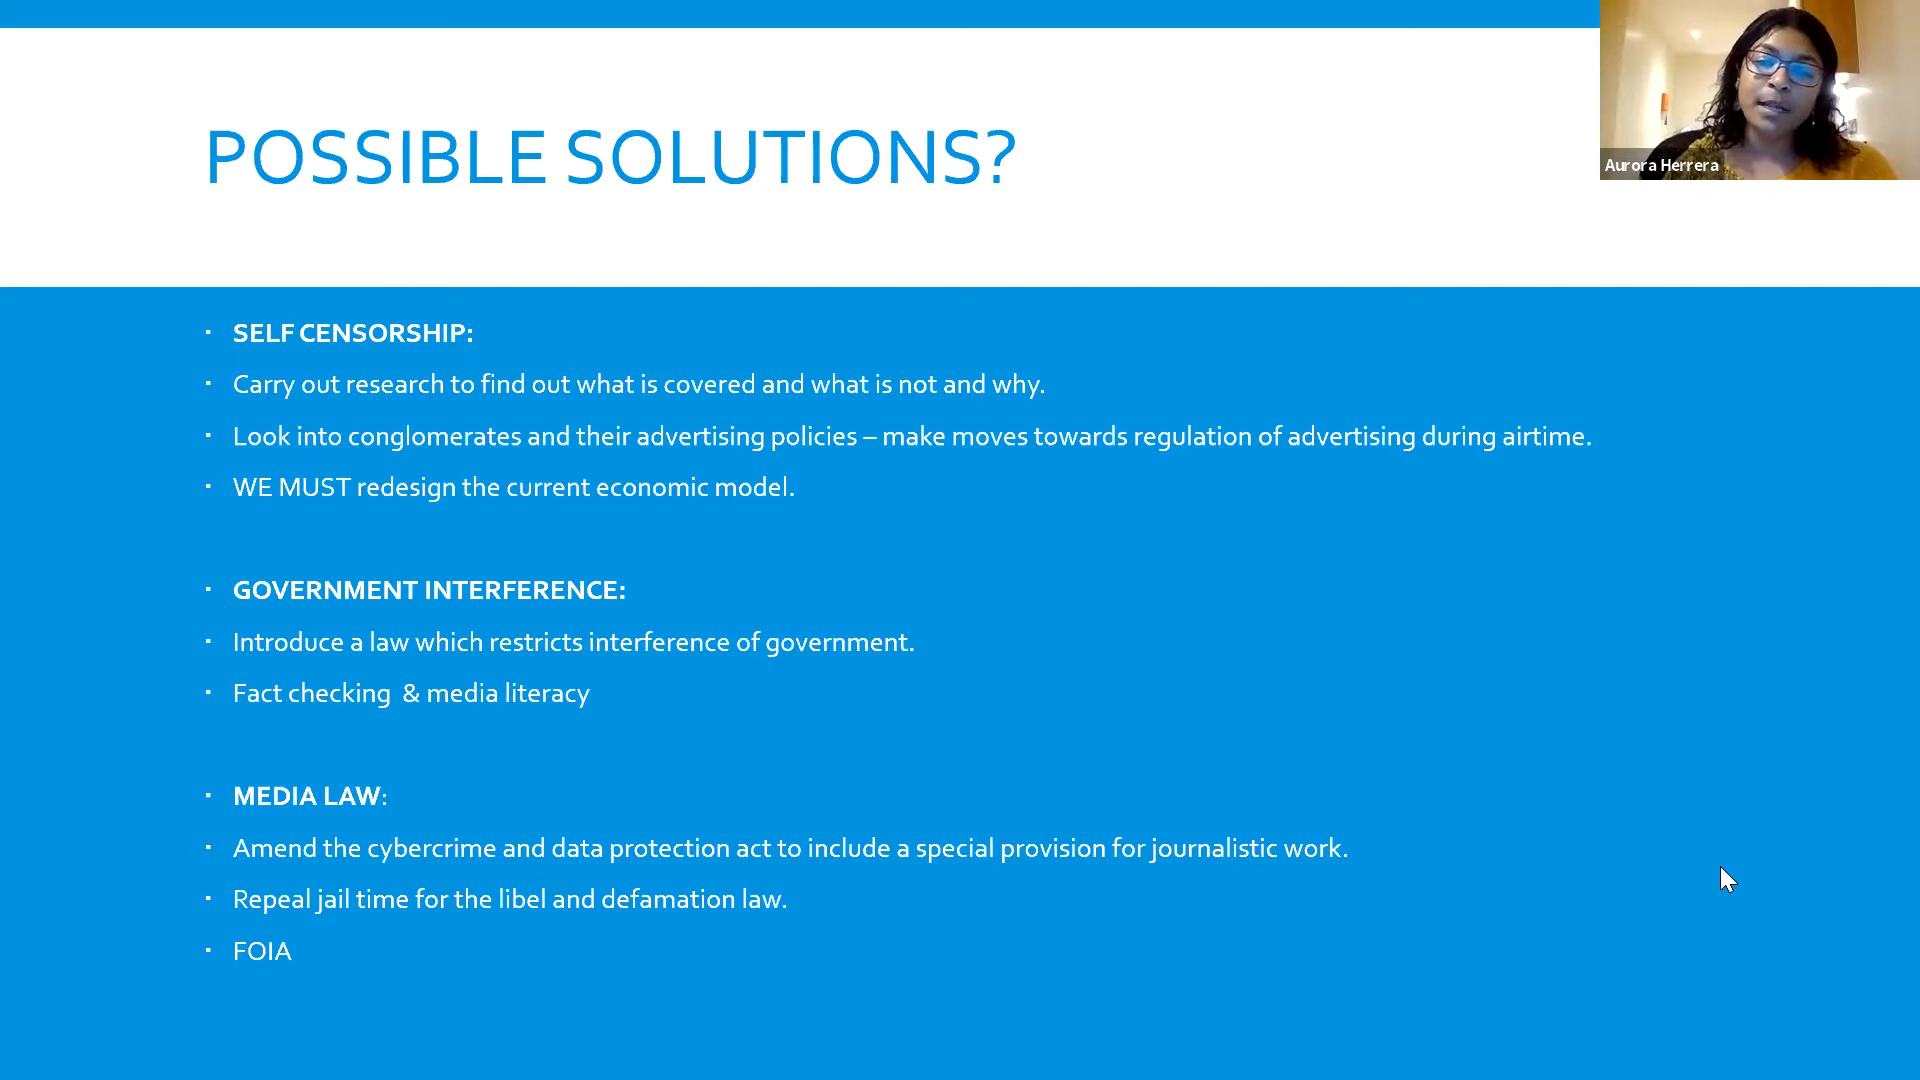 POSSIBLE SOLUTIONS?
Aurora Herrera
▪ SELF CENSORSHIP:
▪ Carry out research to find out what is covered and what is not and why.
▪ Look into conglomerates and their advertising policies – make moves towards regulation of advertising during airtime.
▪ WE MUST redesign the current economic model.
▪ GOVERNMENT INTERFERENCE:
▪ Introduce a law which restricts interference of government.
▪ Fact checking  & media literacy
▪ MEDIA LAW:
▪ Amend the cybercrime and data protection act to include a special provision for journalistic work.
▪ Repeal jail time for the libel and defamation law.
▪ FOIA